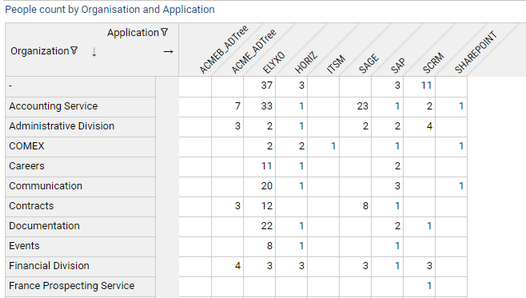 People count by Organisation and Application
Application
Organization ↓ →
ACMEB_ADTree ACME_ADTree ELYXO HORIZ ITSM SAGE SAP SCRM SHAREPOINT
- 37 3 3 11
Accounting Service 7 33 1 23 1 2 1
Administrative Division 3 2 1 2 2 4
COMEX 2 2 1 1 1
Careers 11 1 2
Communication 20 1 3 1
Contracts 3 12 8 1
Documentation 22 1 2 1
Events 8 1 1
Financial Division 4 3 3 3 1 3
France Prospecting Service 1